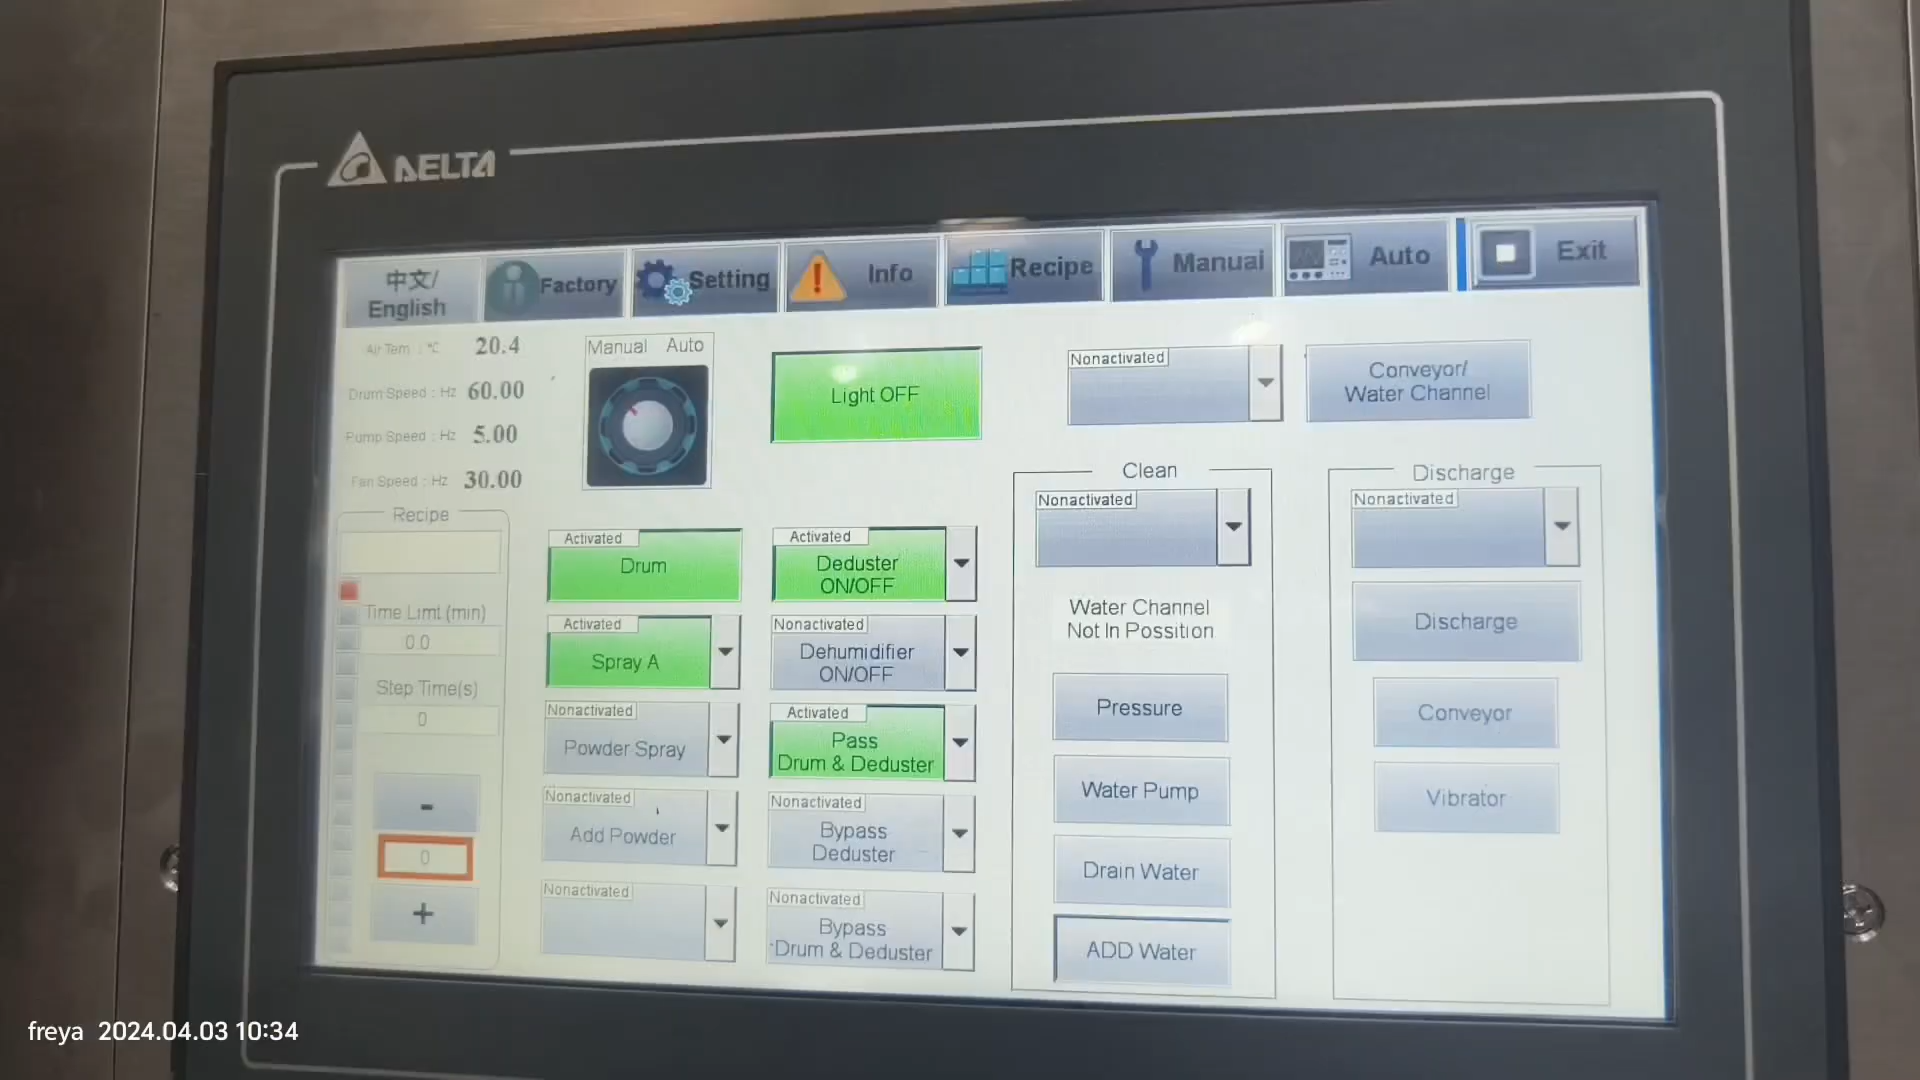 DELTA
中文/
English
Factory
Setting
Info
Recipe
Manual
Auto
Exit
Air Tem : ℃ 20.4
Drum Speed : Hz 60.00
Pump Speed : Hz 5.00
Fan Speed : Hz 30.00
Manual Auto
Light OFF
Nonactivated
Conveyor/
Water Channel
Recipe
Time Limt (min)
0.0
Step Time(s)
0
-
0
+
Activated
Drum
Activated
Spray A
Nonactivated
Powder Spray
Nonactivated
Add Powder
Nonactivated
Activated
Deduster
ON/OFF
Nonactivated
Dehumidifier
ON/OFF
Activated
Pass
Drum & Deduster
Nonactivated
Bypass
Deduster
Nonactivated
Bypass
Drum & Deduster
Clean
Nonactivated
Water Channel
Not In Possition
Pressure
Water Pump
Drain Water
ADD Water
Discharge
Nonactivated
Discharge
Conveyor
Vibrator
freya 2024.04.03 10:34